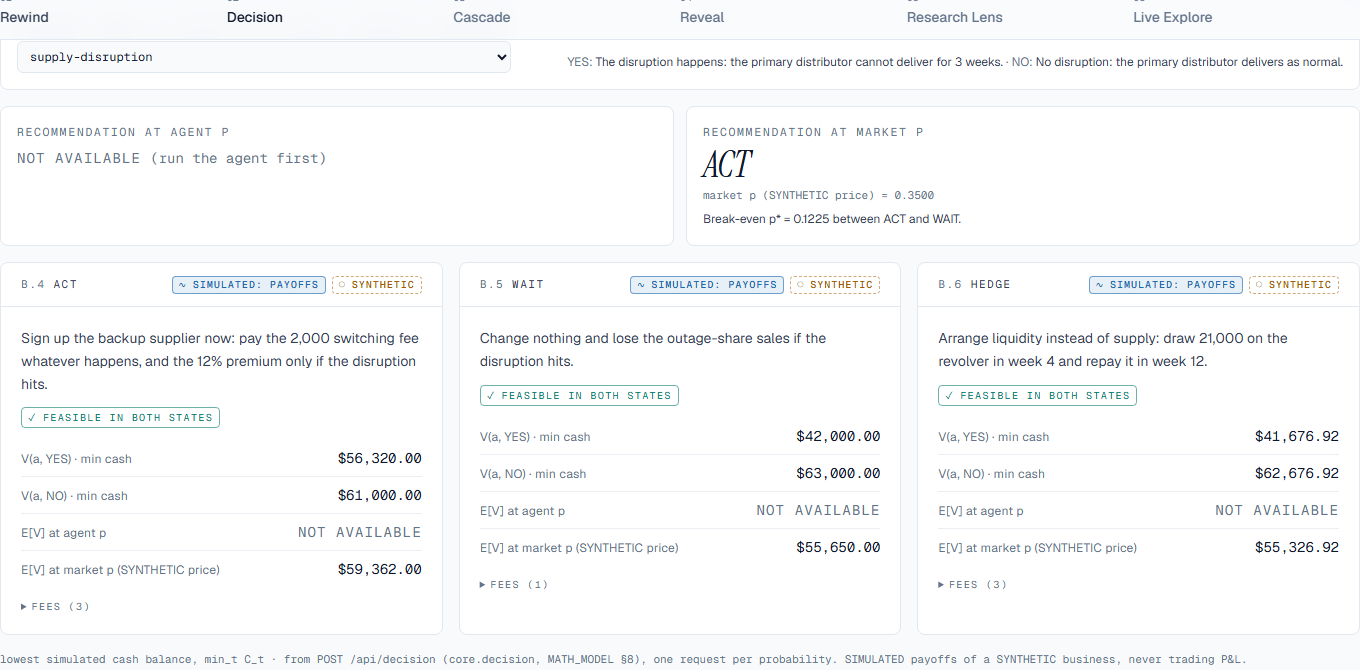 Rewind
Decision
Cascade
Reveal
Research Lens
Live Explore
supply-disruption
YES: The disruption happens: the primary distributor cannot deliver for 3 weeks. · NO: No disruption: the primary distributor delivers as normal.
RECOMMENDATION AT AGENT P
NOT AVAILABLE (run the agent first)
RECOMMENDATION AT MARKET P
ACT
market p (SYNTHETIC price) = 0.3500
Break-even p* = 0.1225 between ACT and WAIT.
B.4 ACT
∿ SIMULATED: PAYOFFS
○ SYNTHETIC
Sign up the backup supplier now: pay the 2,000 switching fee
whatever happens, and the 12% premium only if the disruption
hits.
✓ FEASIBLE IN BOTH STATES
V(a, YES) · min cash $56,320.00
V(a, NO) · min cash $61,000.00
E[V] at agent p NOT AVAILABLE
E[V] at market p (SYNTHETIC price) $59,362.00
▶ FEES (3)
B.5 WAIT
∿ SIMULATED: PAYOFFS
○ SYNTHETIC
Change nothing and lose the outage-share sales if the
disruption hits.
✓ FEASIBLE IN BOTH STATES
V(a, YES) · min cash $42,000.00
V(a, NO) · min cash $63,000.00
E[V] at agent p NOT AVAILABLE
E[V] at market p (SYNTHETIC price) $55,650.00
▶ FEES (1)
B.6 HEDGE
∿ SIMULATED: PAYOFFS
○ SYNTHETIC
Arrange liquidity instead of supply: draw 21,000 on the
revolver in week 4 and repay it in week 12.
✓ FEASIBLE IN BOTH STATES
V(a, YES) · min cash $41,676.92
V(a, NO) · min cash $62,676.92
E[V] at agent p NOT AVAILABLE
E[V] at market p (SYNTHETIC price) $55,326.92
▶ FEES (3)
lowest simulated cash balance, min_t C_t · from POST /api/decision (core.decision, MATH_MODEL §8), one request per probability. SIMULATED payoffs of a SYNTHETIC business, never trading P&L.